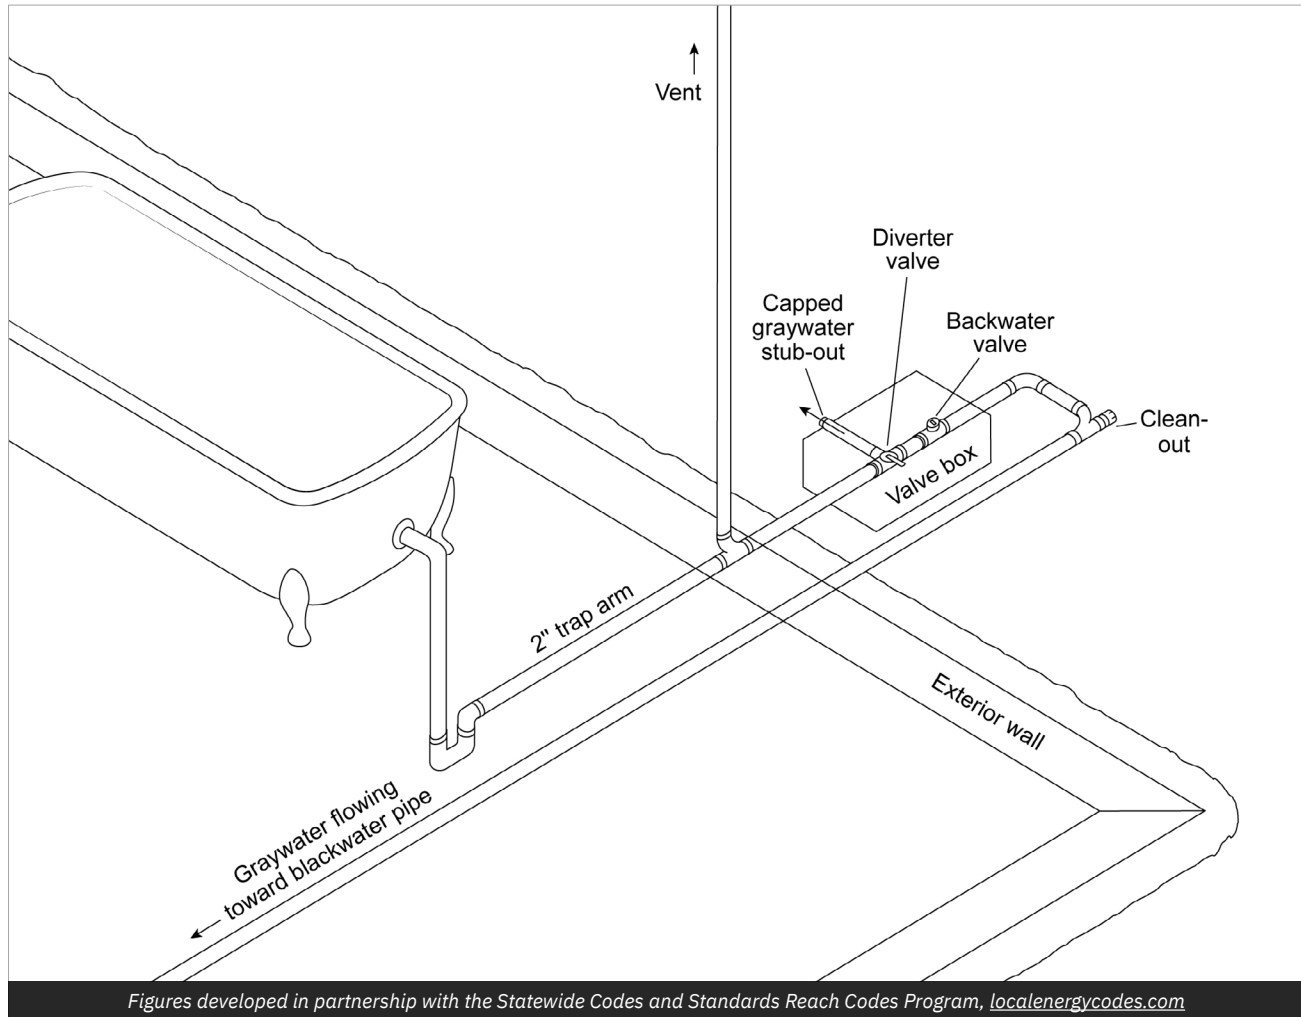 Vent
Diverter
valve
Capped
graywater
stub-out
Backwater
valve
Clean-
out
Valve box
2" trap arm
Exterior wall
Graywater flowing
toward blackwater pipe
Figures developed in partnership with the Statewide Codes and Standards Reach Codes Program, localenergycodes.com